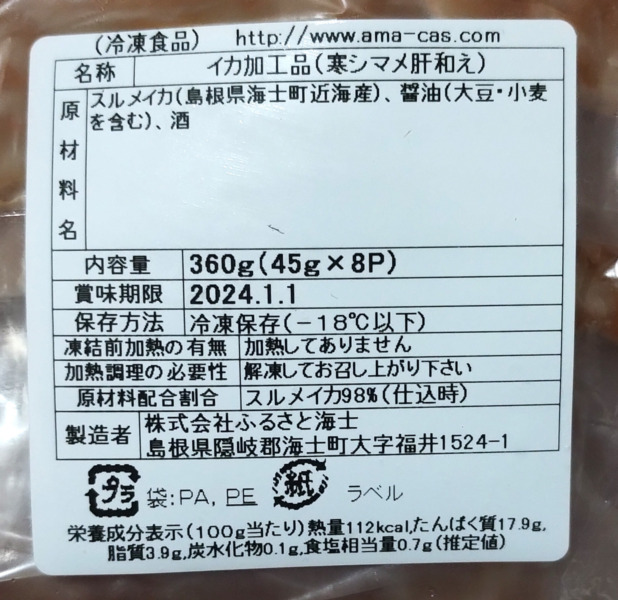 (冷凍食品) http://www.ama-cas.com
名称 イカ加工品(寒シマメ肝和え)
原材料名 スルメイカ(島根県海士町近海産)、醤油(大豆・小麦
を含む)、酒
内容量 360g(45g×8P)
賞味期限 2024.1.1
保存方法 冷凍保存(-18℃以下)
凍結前加熱の有無 加熱してありません
加熱調理の必要性 解凍してお召し上がり下さい
原材料配合割合 スルメイカ98%(仕込時)
製造者 株式会社ふるさと海士
島根県隠岐郡海士町大字福井1524-1
プラ 袋:PA, PE 紙 ラベル
栄養成分表示(100g当たり)熱量112kcal,たんぱく質17.9g,
脂質3.9g,炭水化物0.1g,食塩相当量0.7g(推定値)